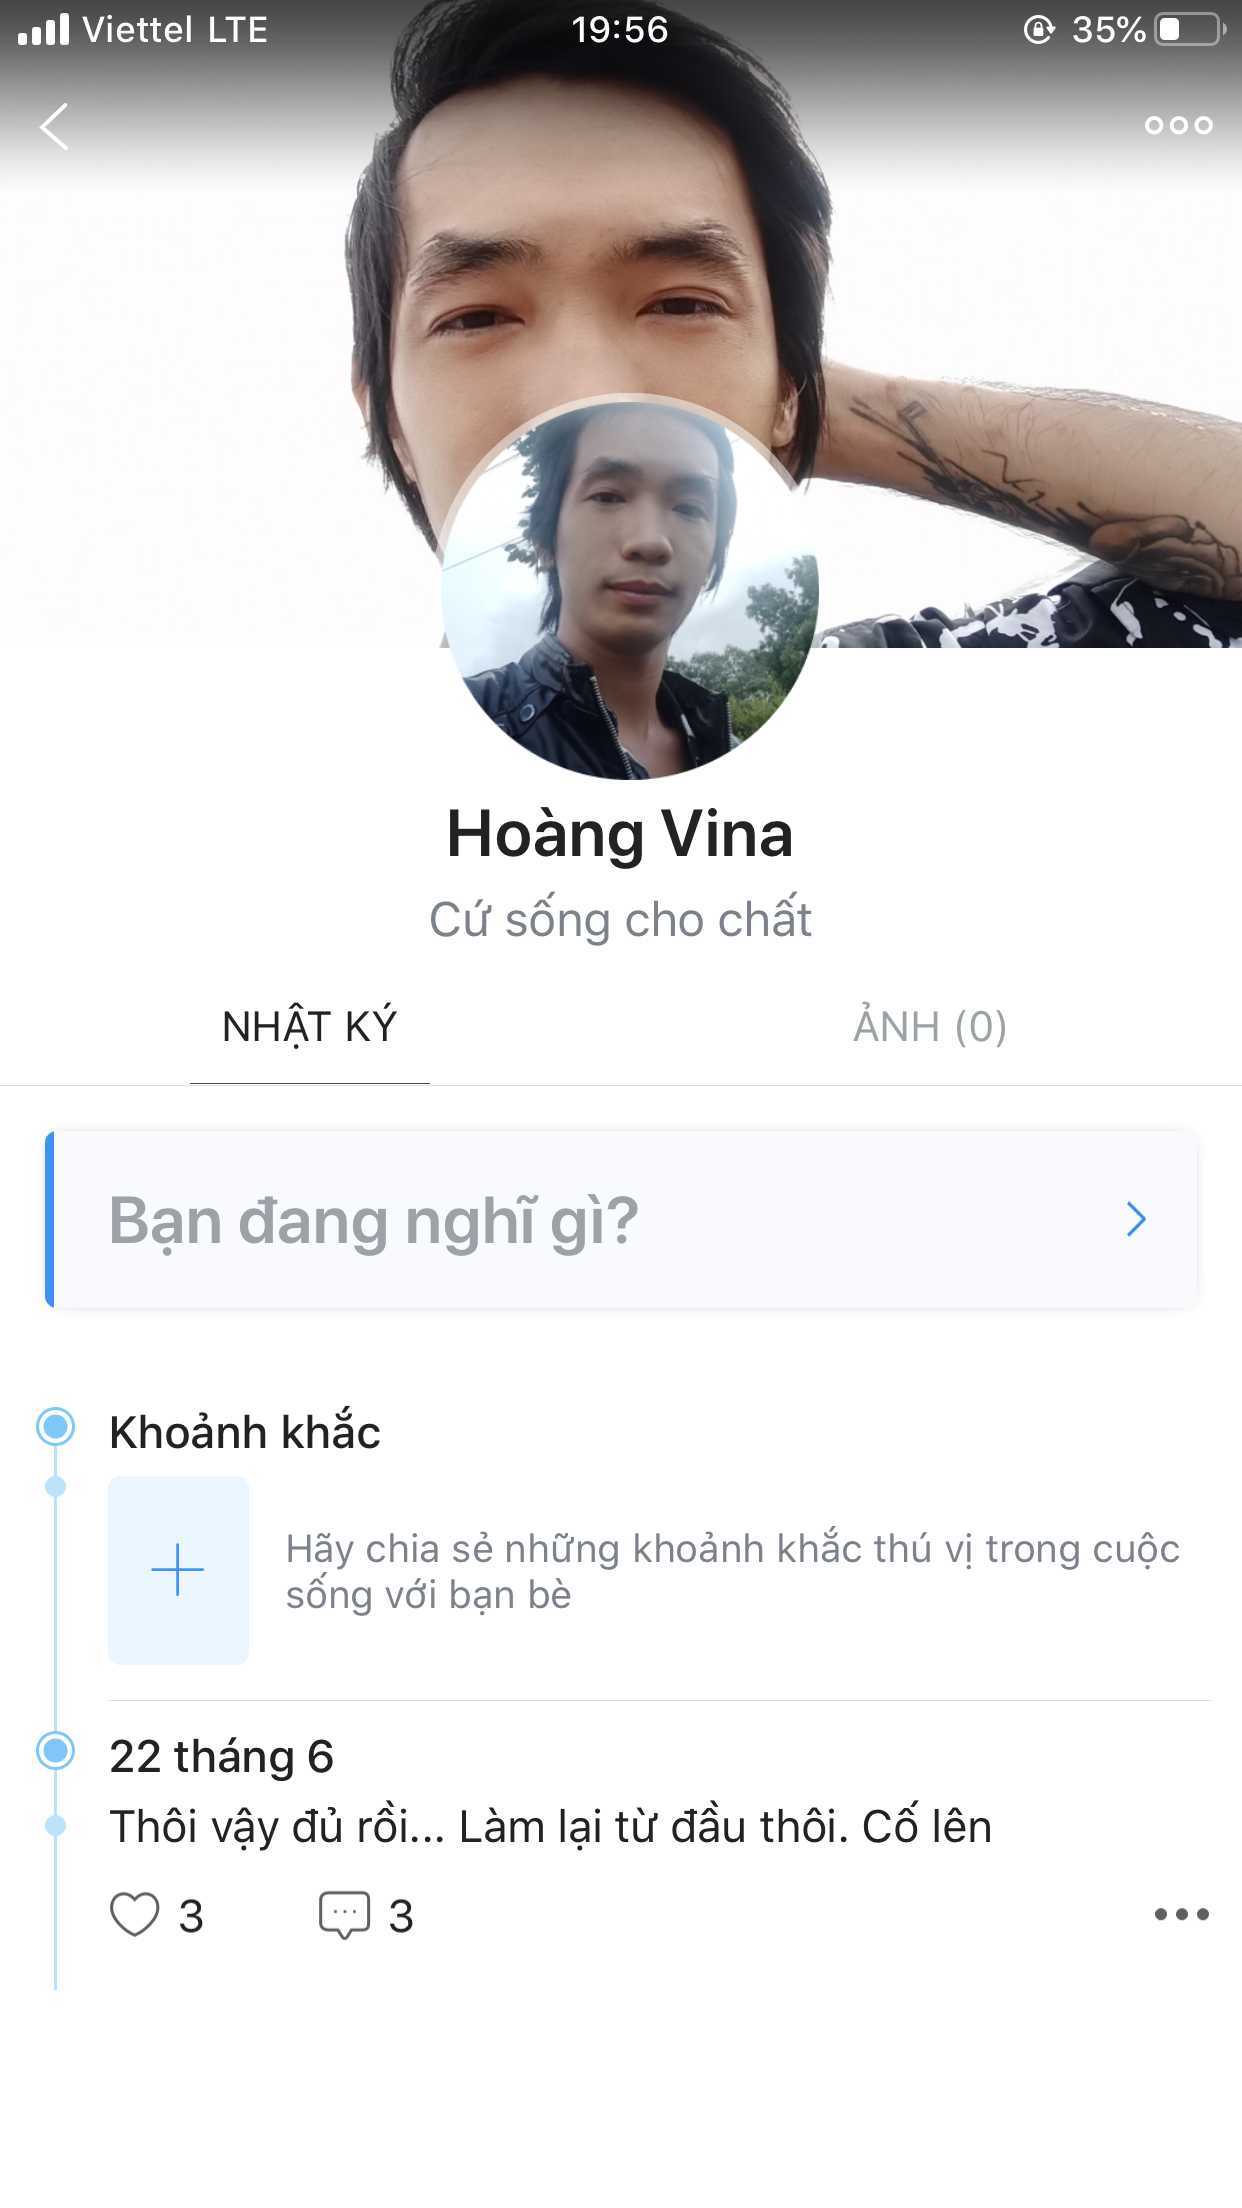 Viettel LTE 19:56 35%
Hoàng Vina
Cứ sống cho chất
NHẬT KÝ ẢNH (0)
Bạn đang nghĩ gì?
Khoảnh khắc
Hãy chia sẻ những khoảnh khắc thú vị trong cuộc
sống với bạn bè
22 tháng 6
Thôi vậy đủ rồi... Làm lại từ đầu thôi. Cố lên
3 3